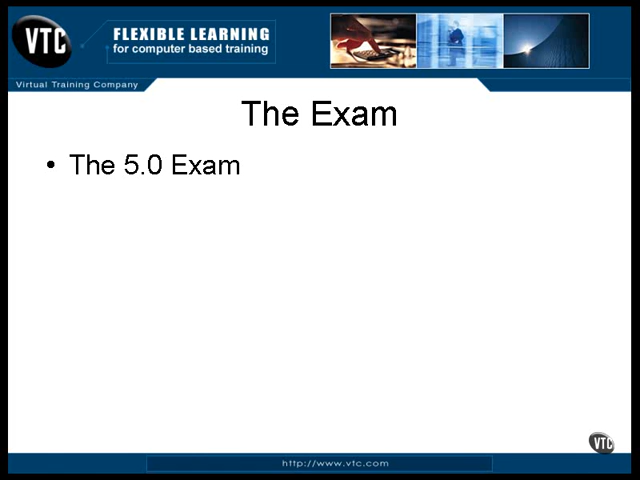 VTC
FLEXIBLE LEARNING
for computer based training
Virtual Training Company
The Exam
• The 5.0 Exam
VTC
http://www.vtc.com